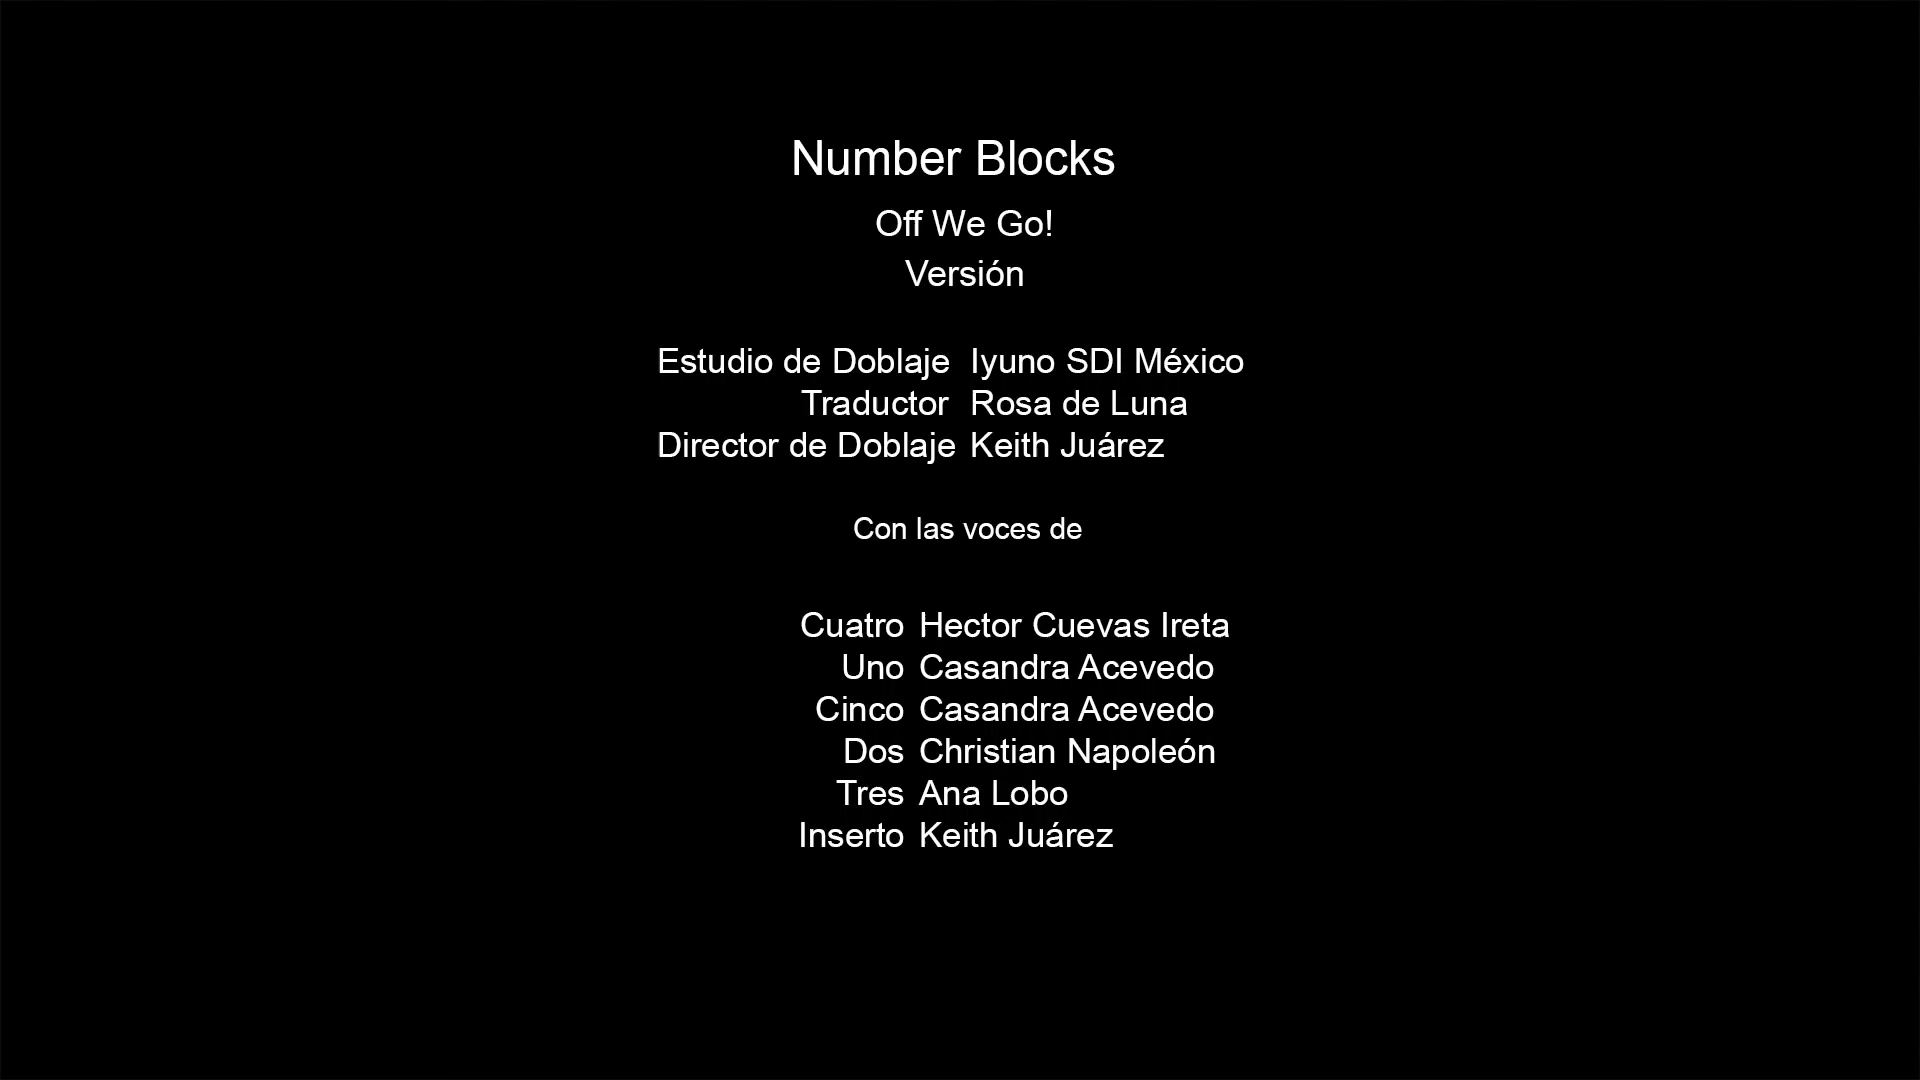 Number Blocks
Off We Go!
Versión
Estudio de Doblaje Iyuno SDI México
Traductor Rosa de Luna
Director de Doblaje Keith Juárez
Con las voces de
Cuatro Hector Cuevas Ireta
Uno Casandra Acevedo
Cinco Casandra Acevedo
Dos Christian Napoleón
Tres Ana Lobo
Inserto Keith Juárez